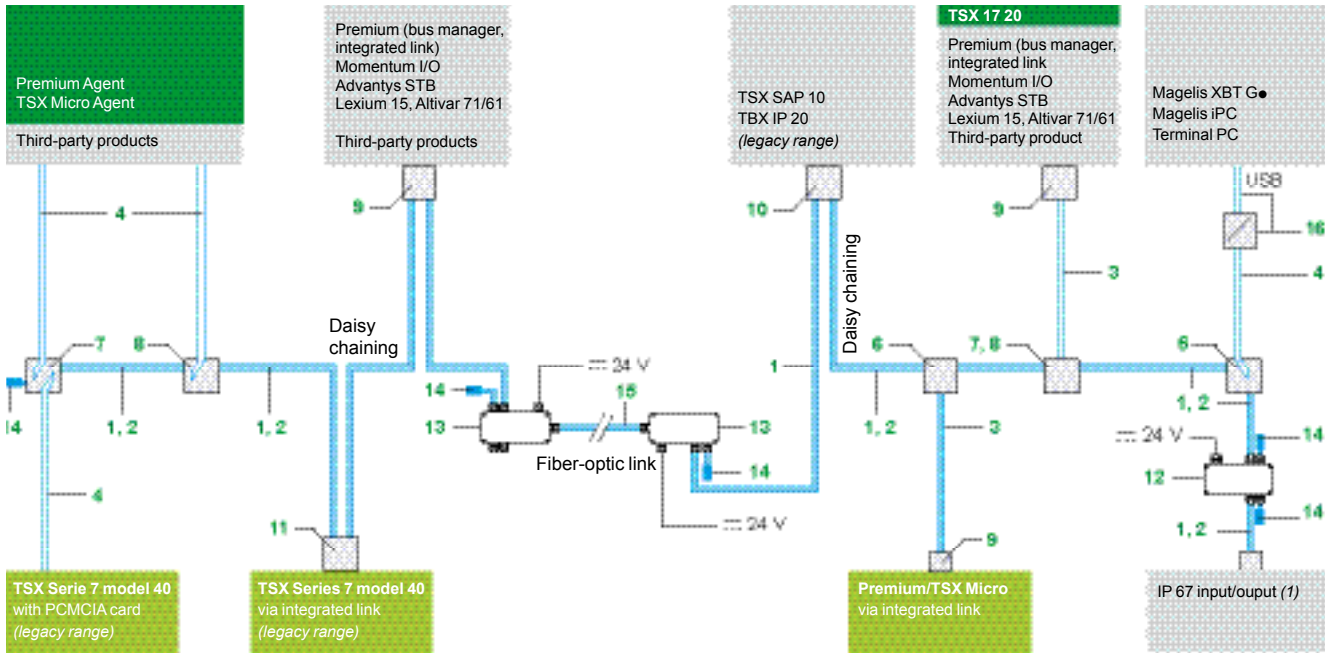 Premium Agent
TSX Micro Agent
Third-party products
Premium (bus manager,
integrated link)
Momentum I/O
Advantys STB
Lexium 15, Altivar 71/61
Third-party products
TSX SAP 10
TBX IP 20
(legacy range)
TSX 17 20
Premium (bus manager,
integrated link
Momentum I/O
Advantys STB
Lexium 15, Altivar 71/61
Third-party product
Magelis XBT G●
Magelis iPC
Terminal PC
USB
4
9
10
9
16
3
4
Daisy
chaining
Daisy chaining
7
8
6
7, 8
6
14
1, 2
1, 2
14
13
24 V
15
13
1
1, 2
1, 2
Fiber-optic link
14
24 V
3
24 V
14
12
14
1, 2
4
11
9
TSX Serie 7 model 40
with PCMCIA card
(legacy range)
TSX Series 7 model 40
via integrated link
(legacy range)
Premium/TSX Micro
via integrated link
IP 67 input/ouput (1)